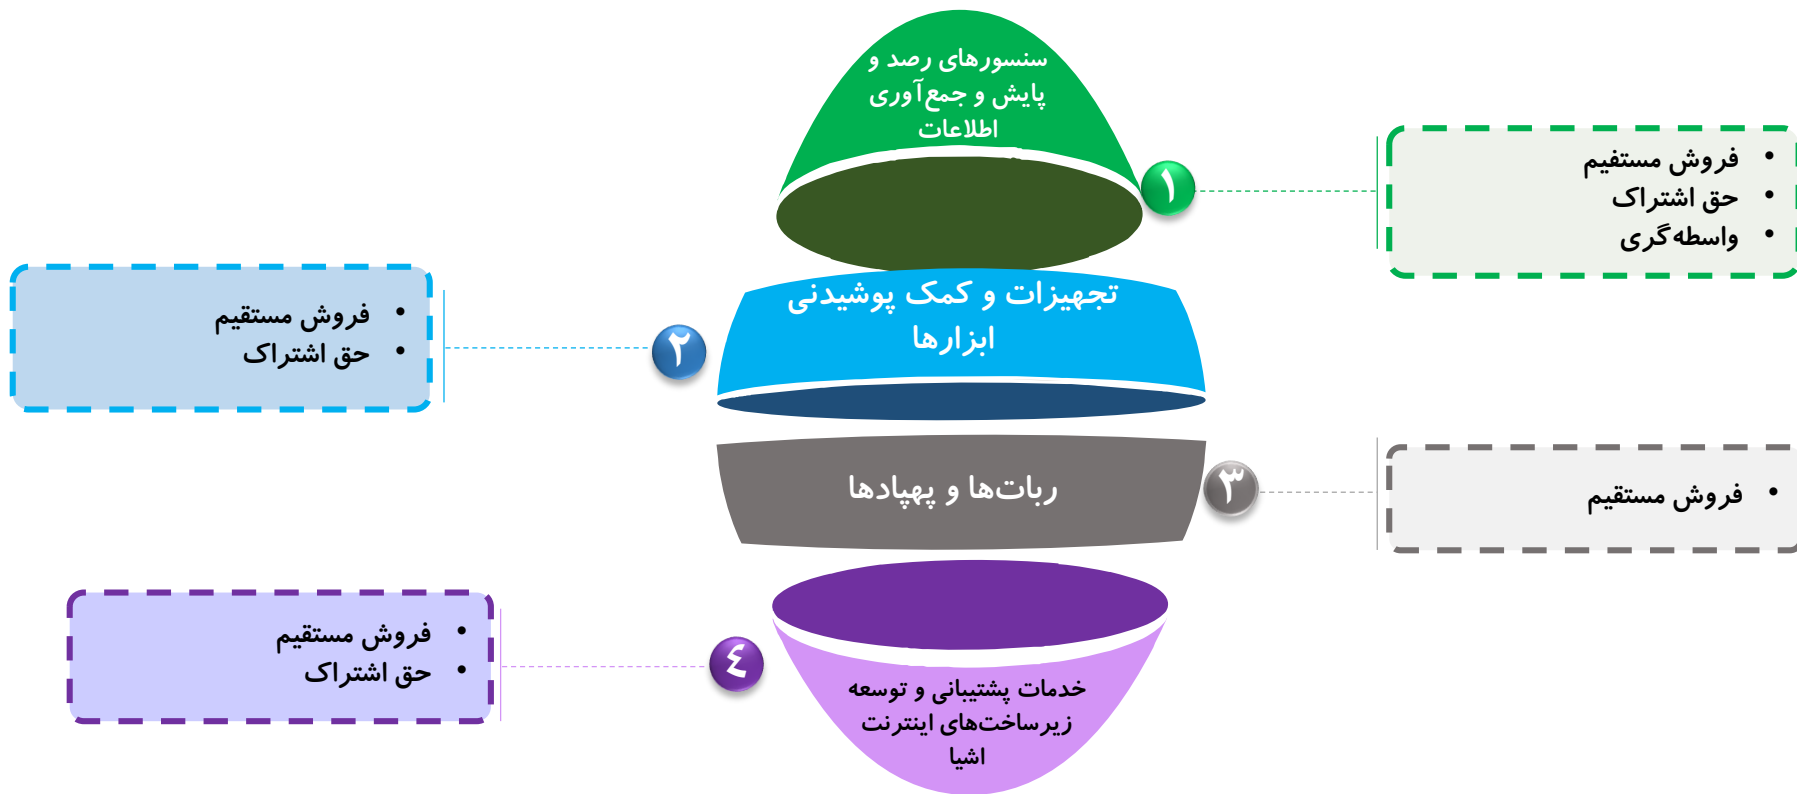 سنسورهای رصد و
پایش و جمع‌آوری
اطلاعات
۱
• فروش مستفیم
• حق اشتراک
• واسطه‌گری
تجهیزات و کمک پوشیدنی
ابزارها
۲
• فروش مستقیم
• حق اشتراک
ربات‌ها و پهپادها
۳
• فروش مستقیم
خدمات پشتیبانی و توسعه
زیرساخت‌های اینترنت
اشیا
٤
• فروش مستقیم
• حق اشتراک